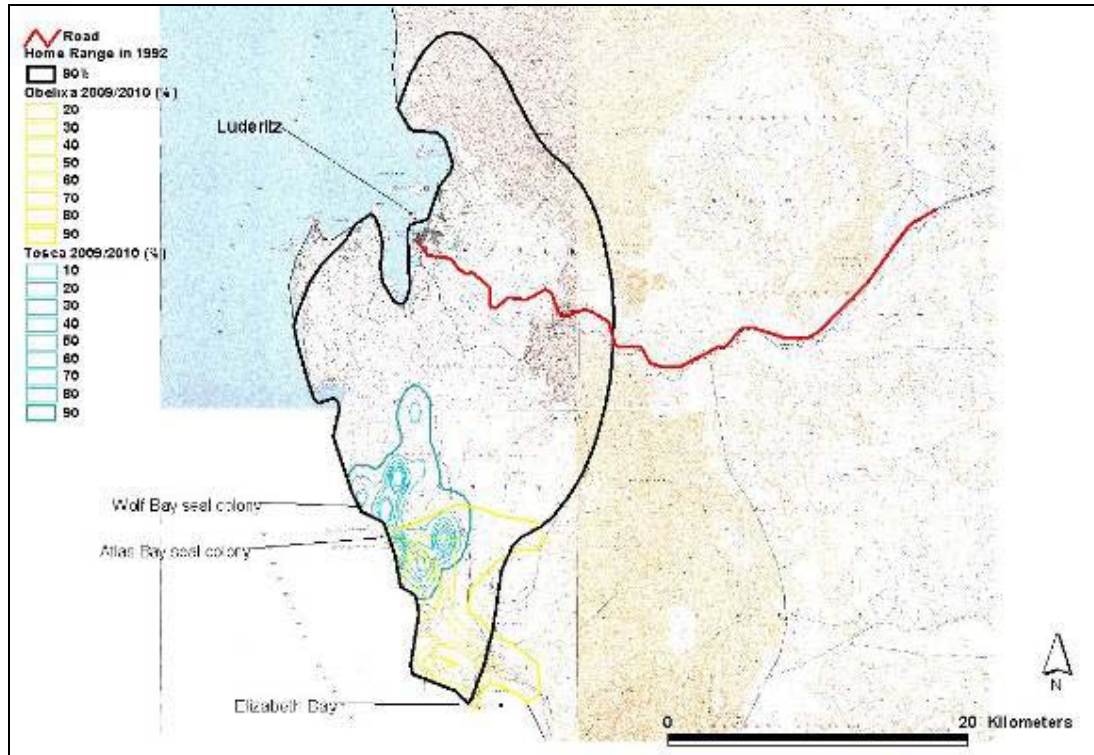 Road
Home Range in 1992
90%
Obelixa 2009/2010 (%)
20
30
40
50
60
70
80
90
Tosca 2009/2010 (%)
10
20
30
40
50
60
70
80
90
Luderitz
Wolf Bay seal colony
Atlas Bay seal colony
Elizabeth Bay
N
0 20 Kilometers